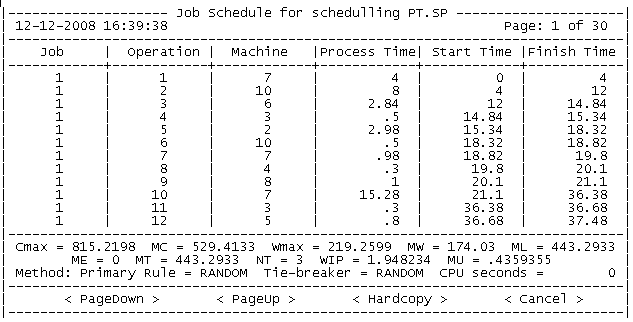 Job Schedule for schedulling PT.SP
12-12-2008 16:39:38 Page: 1 of 30
Job | Operation | Machine |Process Time| Start Time |Finish Time
1 | 1 | 7 | 4 | 0 | 4
1 | 2 | 10 | 8 | 4 | 12
1 | 3 | 6 | 2.84 | 12 | 14.84
1 | 4 | 3 | .5 | 14.84 | 15.34
1 | 5 | 2 | 2.98 | 15.34 | 18.32
1 | 6 | 10 | .5 | 18.32 | 18.82
1 | 7 | 7 | .98 | 18.82 | 19.8
1 | 8 | 4 | .3 | 19.8 | 20.1
1 | 9 | 8 | 1 | 20.1 | 21.1
1 | 10 | 7 | 15.28 | 21.1 | 36.38
1 | 11 | 3 | .3 | 36.38 | 36.68
1 | 12 | 5 | .8 | 36.68 | 37.48
Cmax = 815.2198 MC = 529.4133 Wmax = 219.2599 MW = 174.03 ML = 443.2933
ME = 0 MT = 443.2933 NT = 3 WIP = 1.948234 MU = .4359355
Method: Primary Rule = RANDOM Tie-breaker = RANDOM CPU seconds = 0
< PageDown > < PageUp > < Hardcopy > < Cancel >